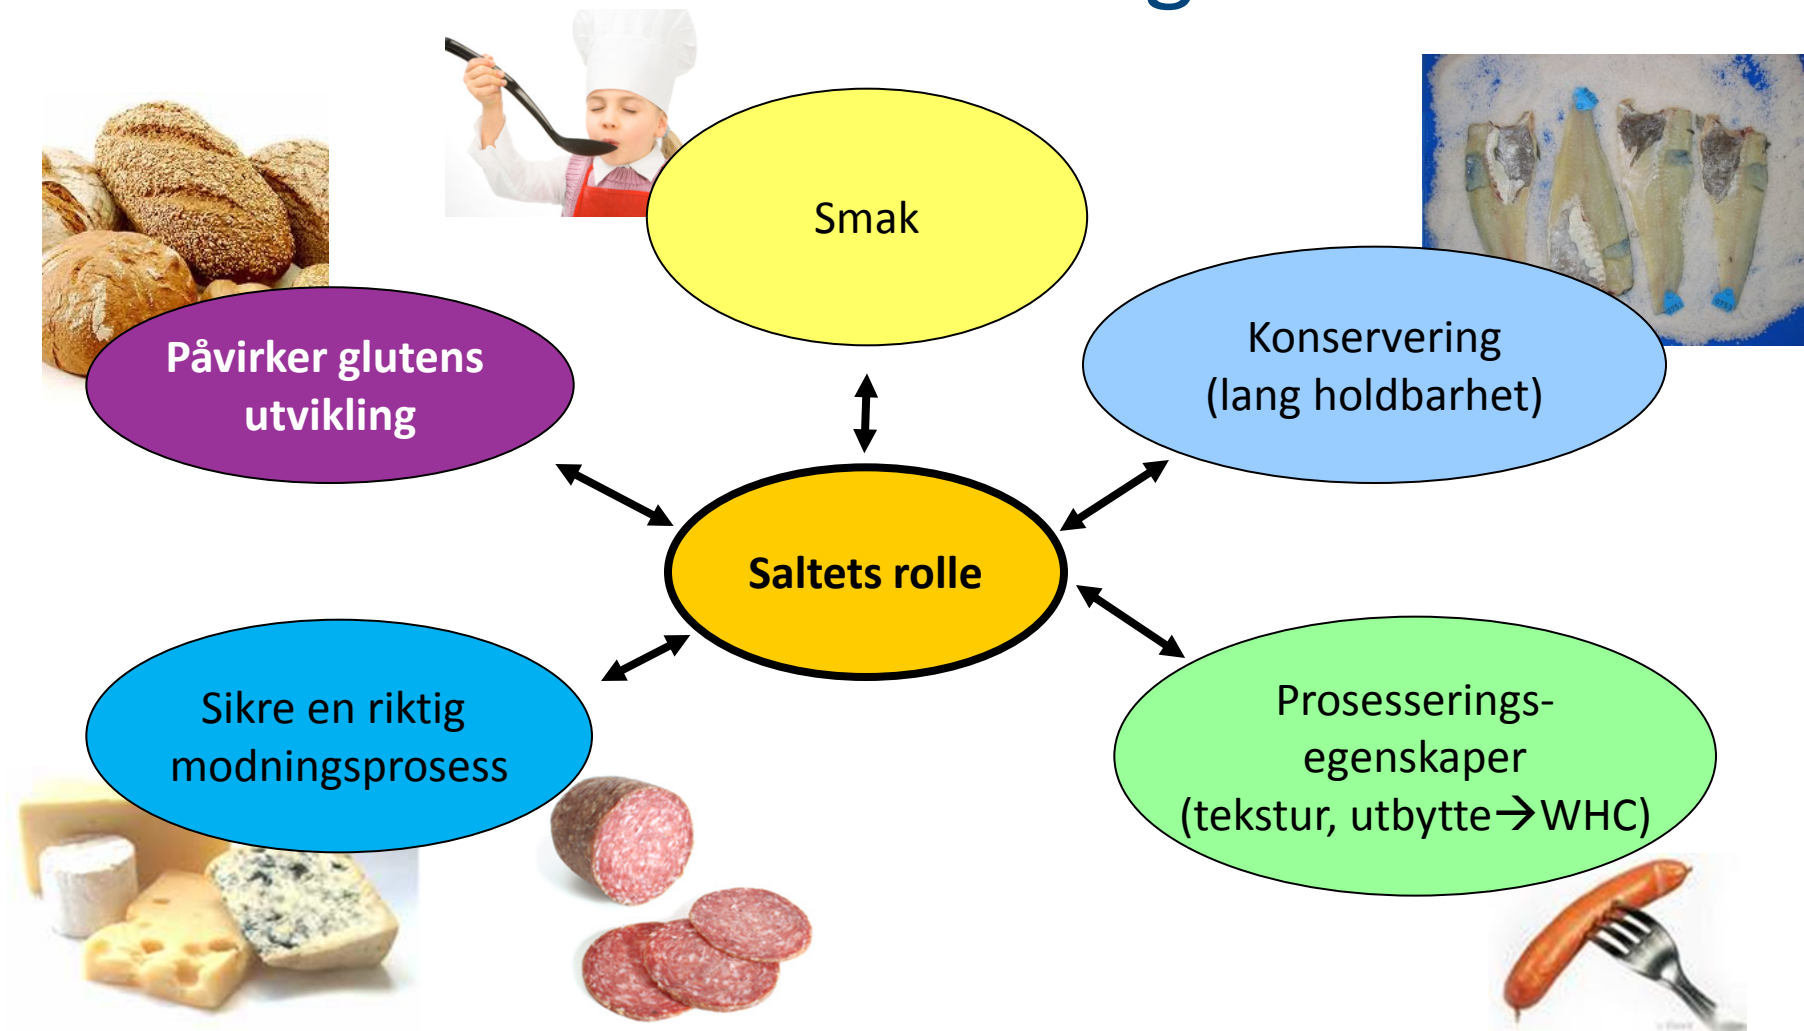 g
Smak
Konservering
(lang holdbarhet)
Påvirker glutens
utvikling
Saltets rolle
Sikre en riktig
modningsprosess
Prosesserings-
egenskaper
(tekstur, utbytte→WHC)